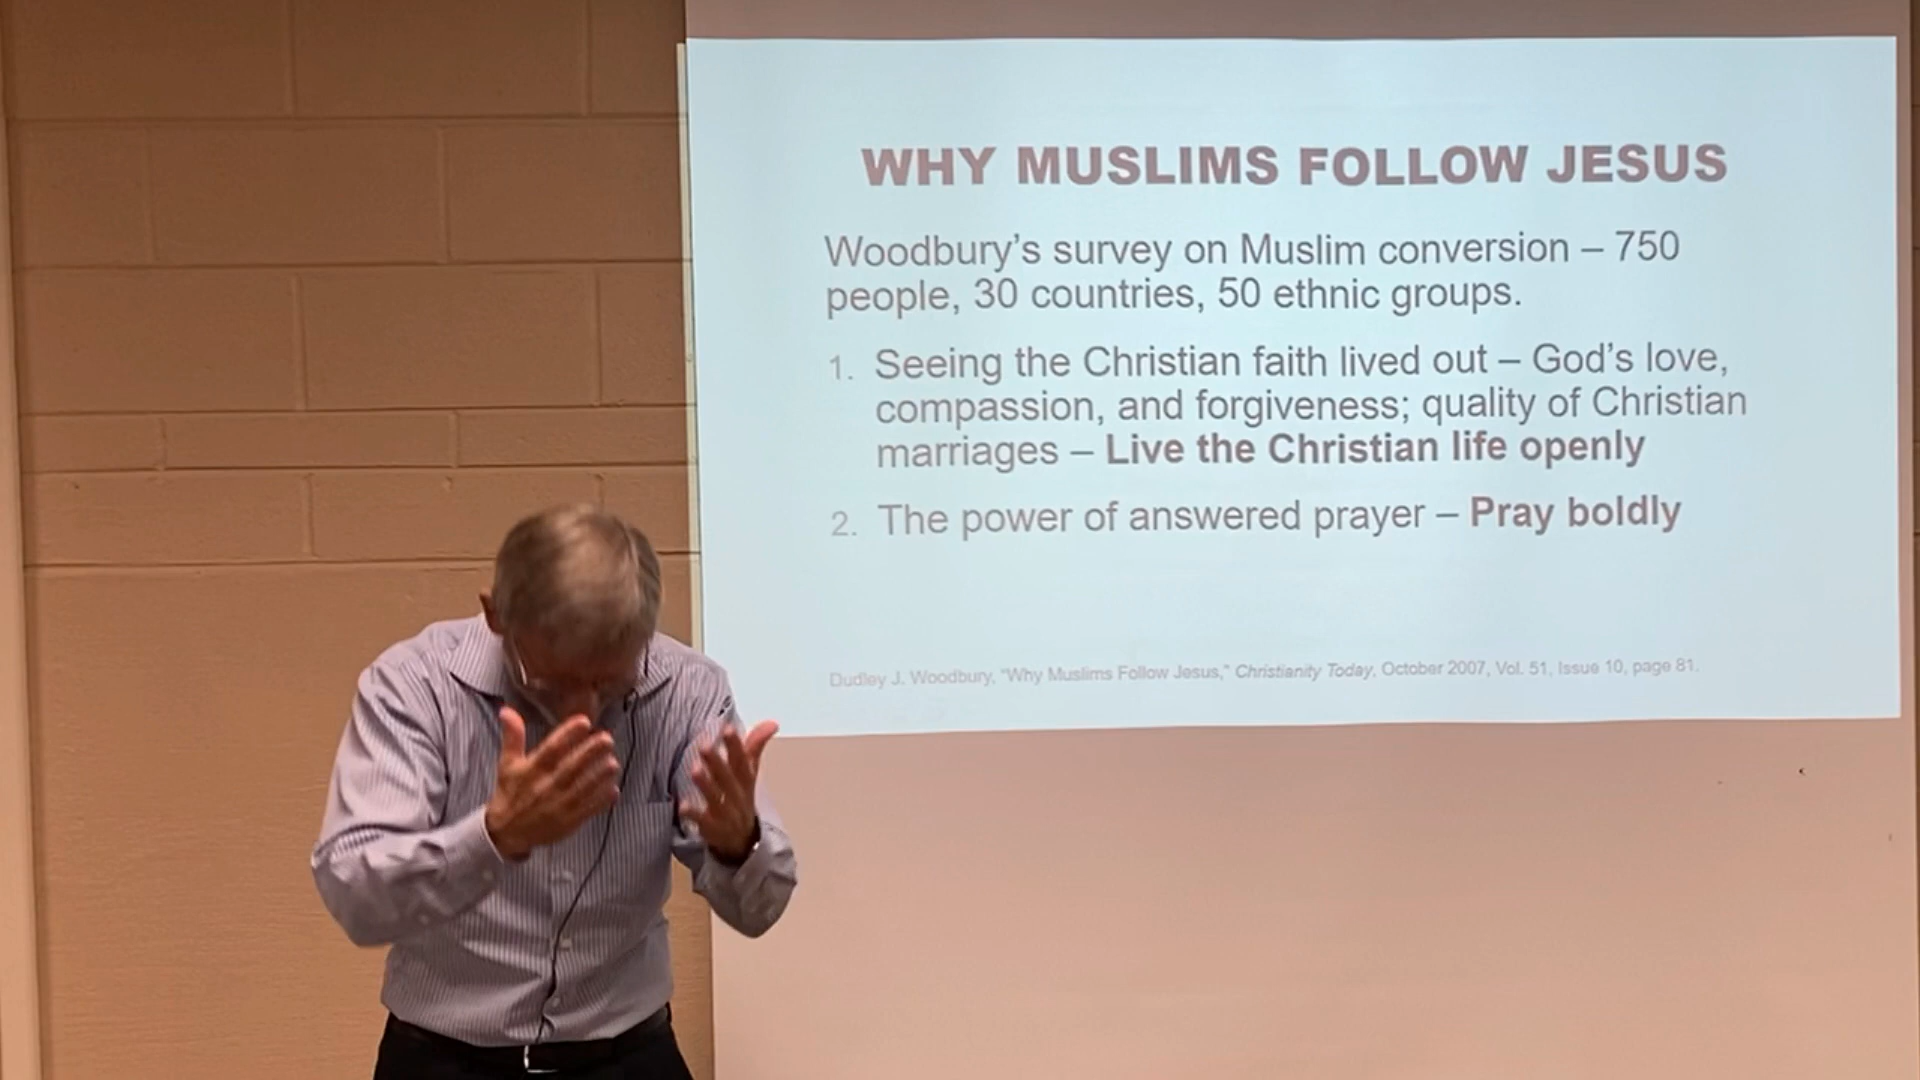 WHY MUSLIMS FOLLOW JESUS
Woodbury's survey on Muslim conversion – 750
people, 30 countries, 50 ethnic groups.
1. Seeing the Christian faith lived out – God's love,
compassion, and forgiveness; quality of Christian
marriages – Live the Christian life openly
2. The power of answered prayer – Pray boldly
Dudley J. Woodbury, "Why Muslims Follow Jesus," Christianity Today, October 2007, Vol. 51, Issue 10, page 81.